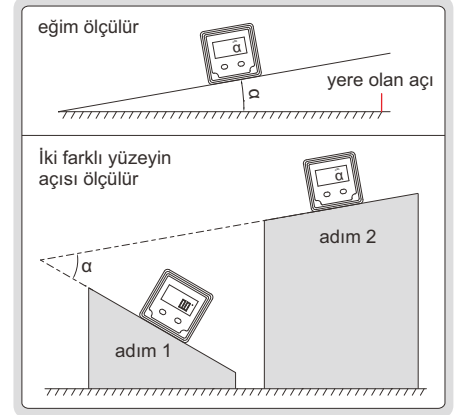 eğim ölçülür
α
α
yere olan açı
İki farklı yüzeyin
açısı ölçülür
α
adım 2
α
adım 1